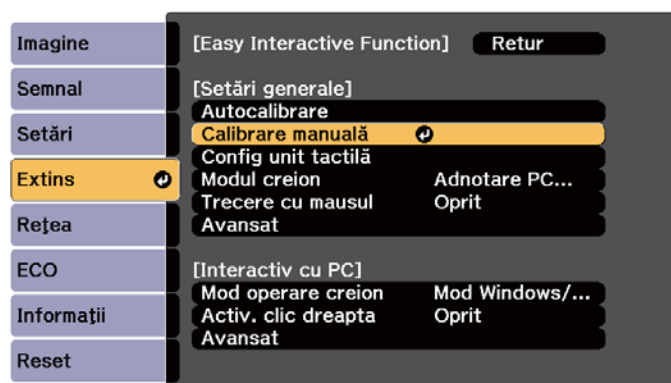 Imagine
Semnal
Setări
Extins
Reţea
ECO
Informaţii
Reset
[Easy Interactive Function] Retur
[Setări generale]
Autocalibrare
Calibrare manuală
Config unit tactilă
Modul creion Adnotare PC...
Trecere cu mausul Oprit
Avansat
[Interactiv cu PC]
Mod operare creion Mod Windows/...
Activ. clic dreapta Oprit
Avansat